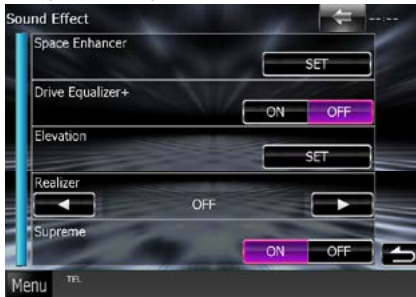 Sound Effect --:--
Space Enhancer
SET
Drive Equalizer+
ON OFF
Elevation
SET
Realizer
OFF
Supreme
ON OFF
Menu TEL